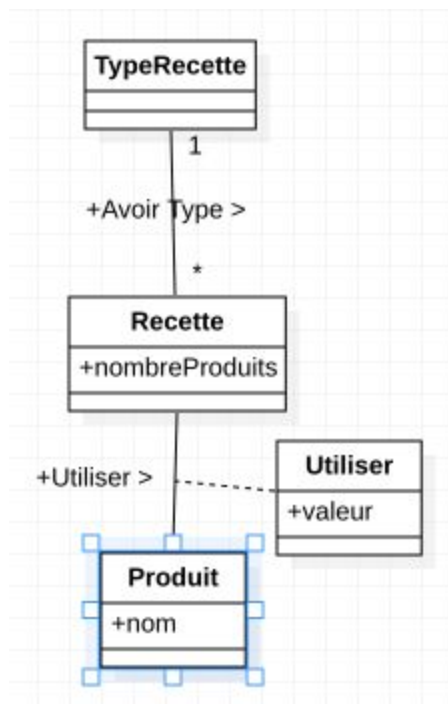 TypeRecette
1
+Avoir Type >
*
Recette
+nombreProduits
+Utiliser >
Utiliser
+valeur
Produit
+nom